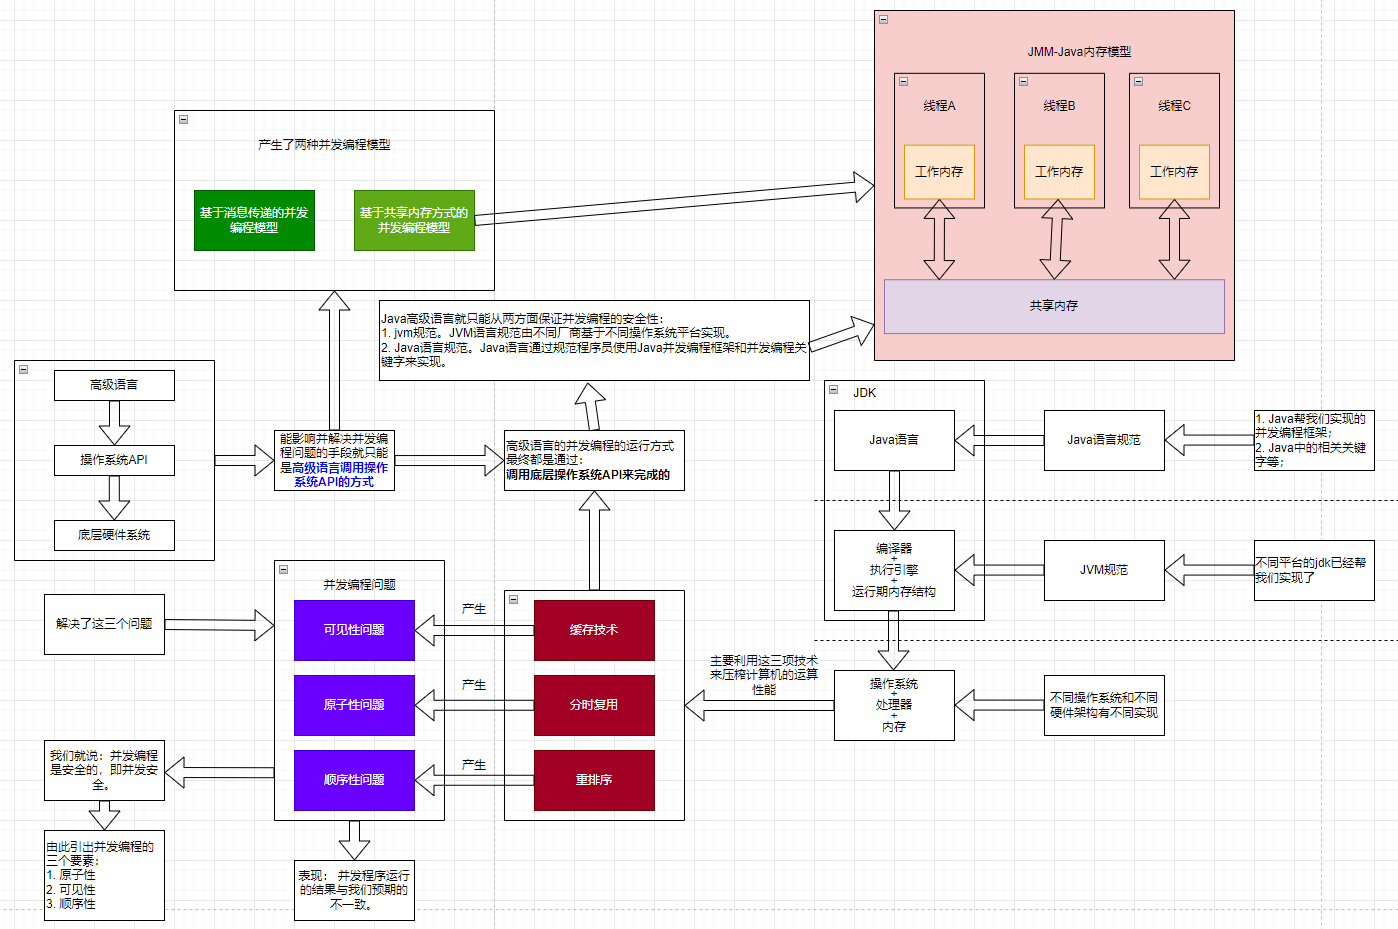 JMM-Java内存模型
线程A
线程B
线程C
工作内存
工作内存
工作内存
共享内存
产生了两种并发编程模型
基于消息传递的并发
编程模型
基于共享内存方式的
并发编程模型
Java高级语言就只能从两方面保证并发编程的安全性：
1. jvm规范。JVM语言规范由不同厂商基于不同操作系统平台实现。
2. Java语言规范。Java语言通过规范程序员使用Java并发编程框架和并发编程关
键字来实现。
高级语言
操作系统API
底层硬件系统
能影响并解决并发编
程问题的手段就只能
是高级语言调用操作
系统API的方式
高级语言的并发编程的运行方式
最终都是通过：
调用底层操作系统API来完成的
JDK
Java语言
Java语言规范
1. Java帮我们实现的
并发编程框架；
2. Java中的相关关键
字等；
编译器
+
执行引擎
+
运行期内存结构
JVM规范
不同平台的jdk已经帮
我们实现了
操作系统
+
处理器
+
内存
不同操作系统和不同
硬件架构有不同实现
主要利用这三项技术
来压榨计算机的运算
性能
缓存技术
分时复用
重排序
产生
产生
产生
并发编程问题
可见性问题
原子性问题
顺序性问题
解决了这三个问题
我们就说：并发编程
是安全的，即并发安
全。
由此引出并发编程的
三个要素：
1. 原子性
2. 可见性
3. 顺序性
表现： 并发程序运行
的结果与我们预期的
不一致。